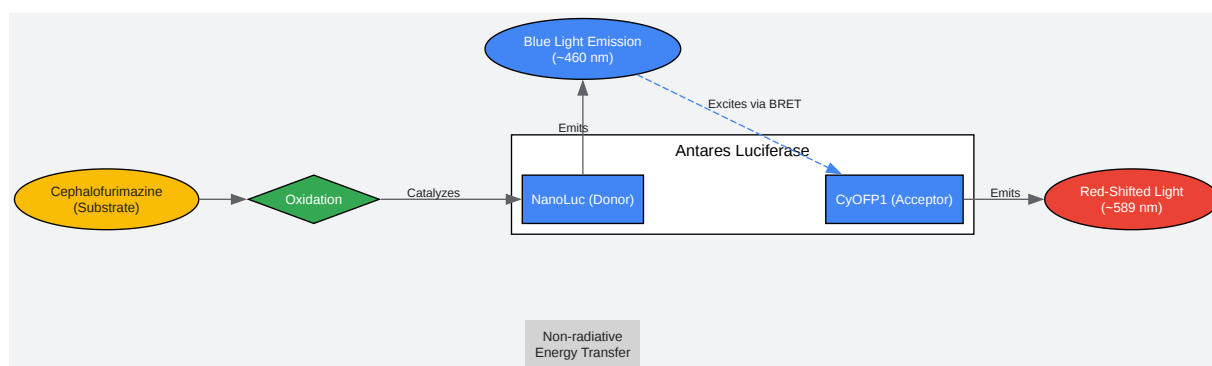 Blue Light Emission
(~460 nm)
Excites via BRET
Emits
Antares Luciferase
Cephalofurimazine
(Substrate)
Oxidation
Catalyzes
NanoLuc (Donor)
CyOFP1 (Acceptor)
Emits
Red-Shifted Light
(~589 nm)
Non-radiative
Energy Transfer